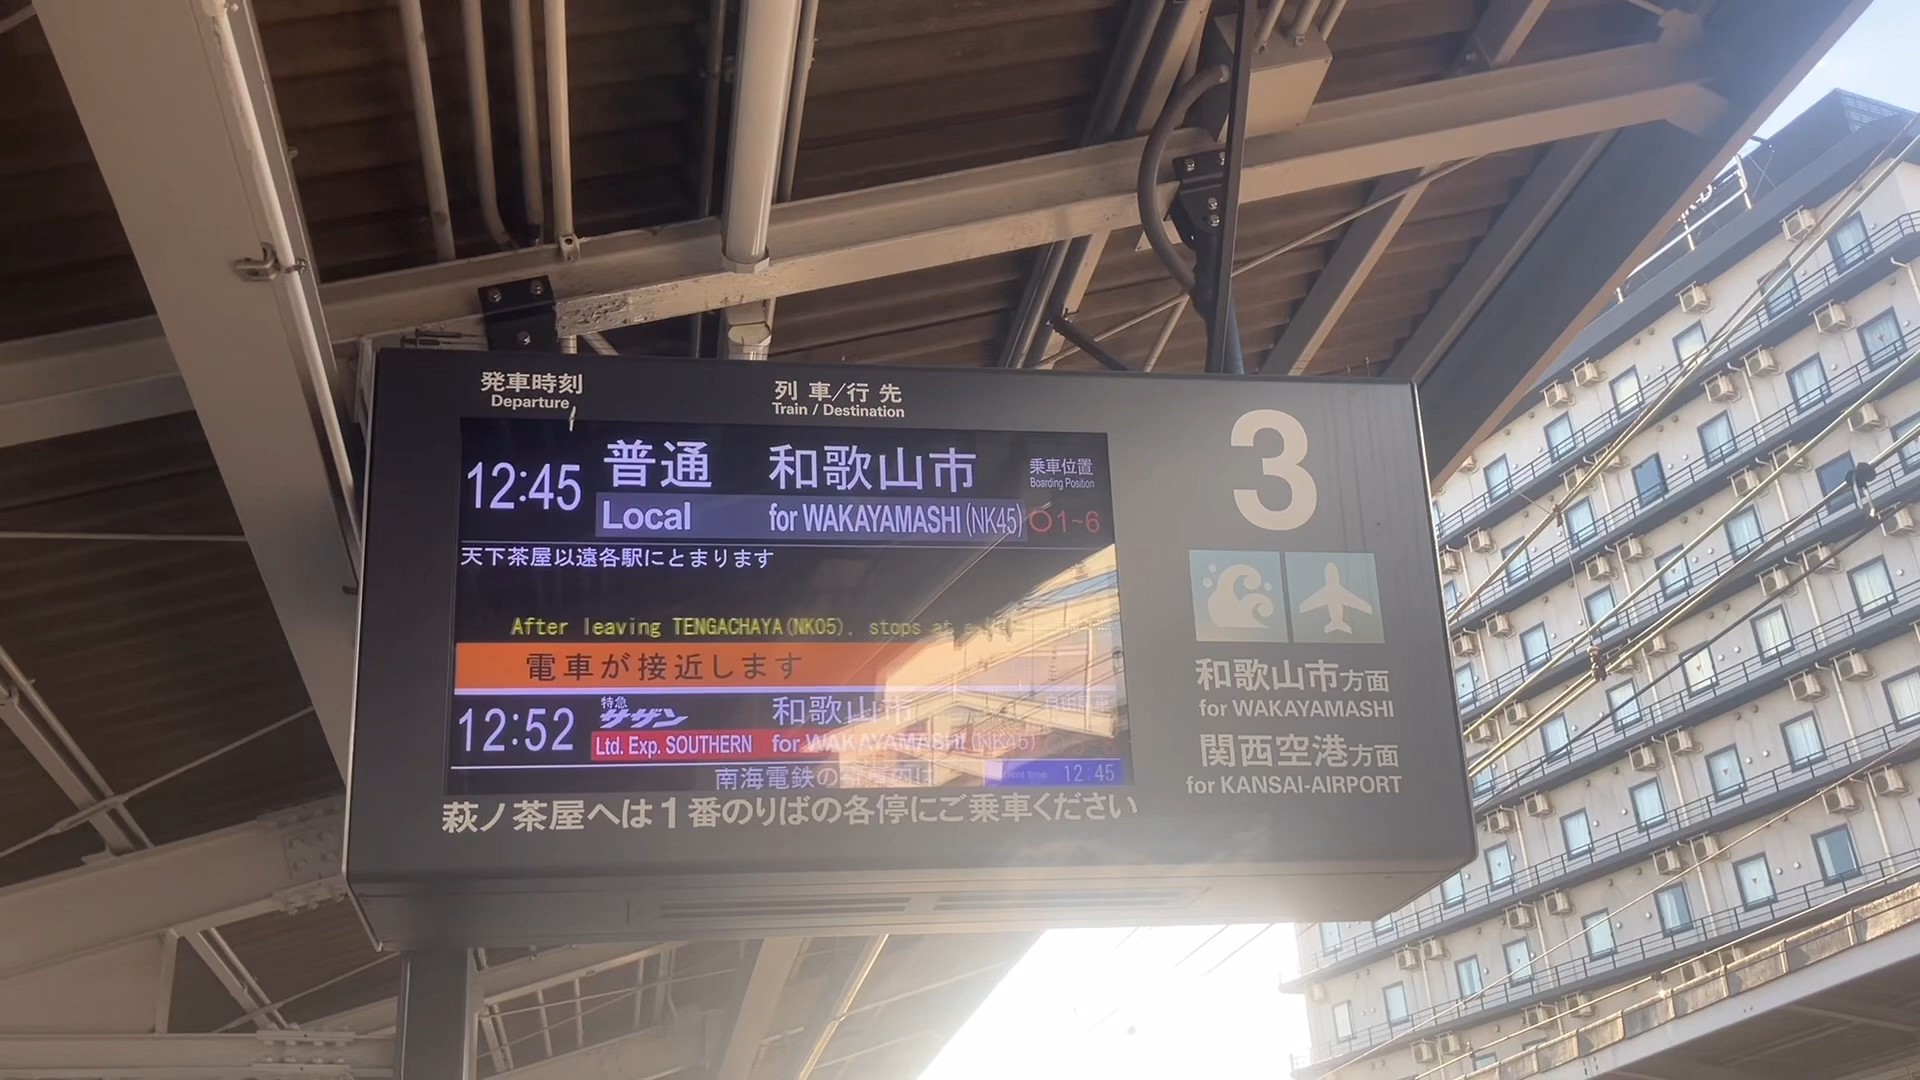 発車時刻
Departure
列車/行先
Train / Destination
12:45 普通 和歌山市 乗車位置
Boarding Position
Local for WAKAYAMASHI (NK45) ○1~6
天下茶屋以遠各駅にとまります
After leaving TENGACHAYA(NK05), stops at
電車が接近します
12:52 特急 サザン 和歌山市
Ltd. Exp. SOUTHERN for WAKAYAMASHI (NK45)
南海電鉄の
Current time 12:45
萩ノ茶屋へは1番のりばの各停にご乗車ください
3
和歌山市方面
for WAKAYAMASHI
関西空港方面
for KANSAI-AIRPORT